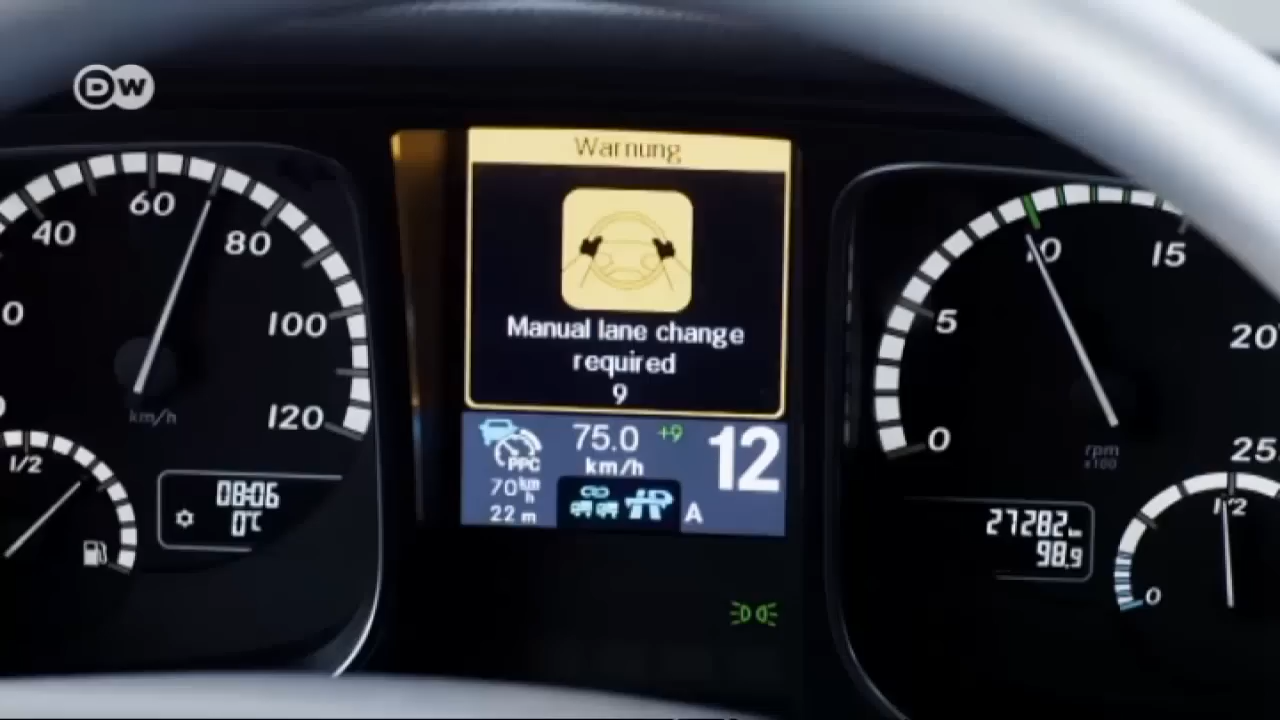 DW
Warnung
Manual lane change
required
9
40
60
80
100
120
km/h
1/2
08:06
0°C
PPC
75.0 +9
km/h
12
70 km/h
22 m
A
0
5
10
15
20
25
rpm
x100
27282 km
98.9
1/2
0